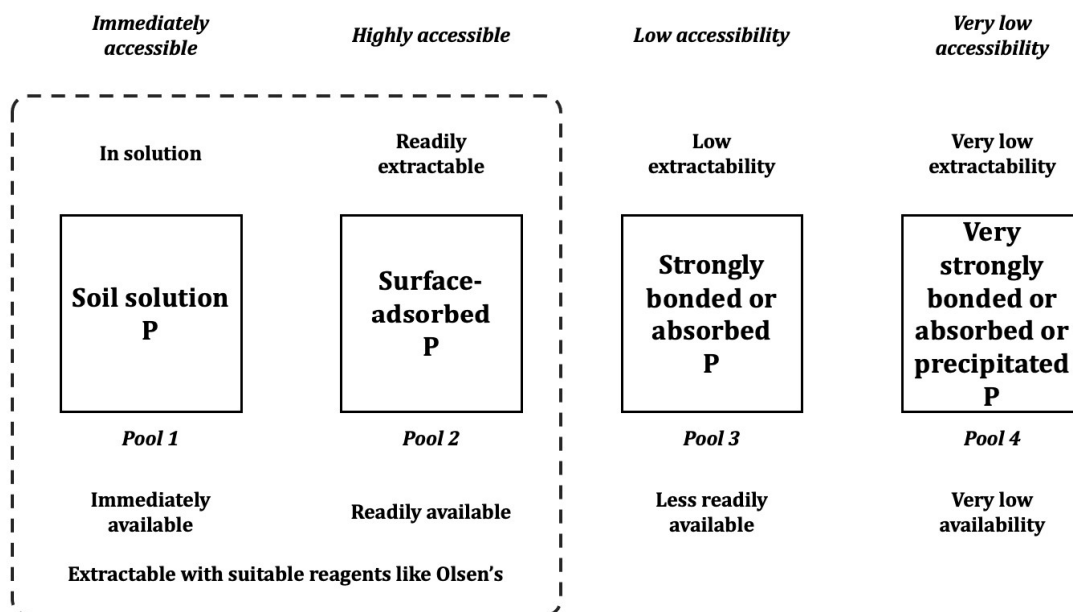 Immediately
accessible
Highly accessible
Low accessibility
Very low
accessibility
In solution
Readily
extractable
Low
extractability
Very low
extractability
Soil solution
P
Surface-
adsorbed
P
Strongly
bonded or
absorbed
P
Very
strongly
bonded or
absorbed or
precipitated
P
Pool 1
Pool 2
Pool 3
Pool 4
Immediately
available
Readily available
Less readily
available
Very low
availability
Extractable with suitable reagents like Olsen's